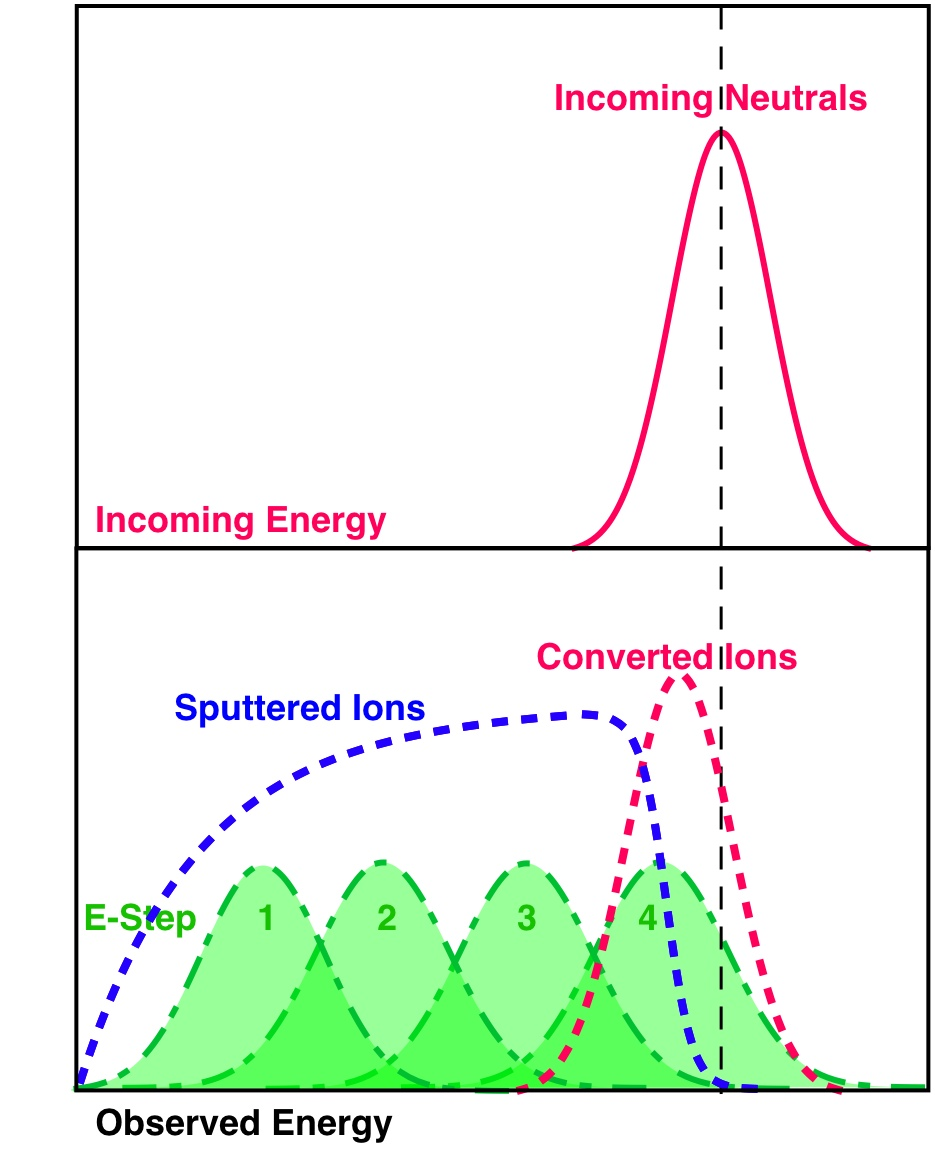 Incoming Neutrals
Incoming Energy
Converted Ions
Sputtered Ions
E-Step 1 2 3 4
Observed Energy